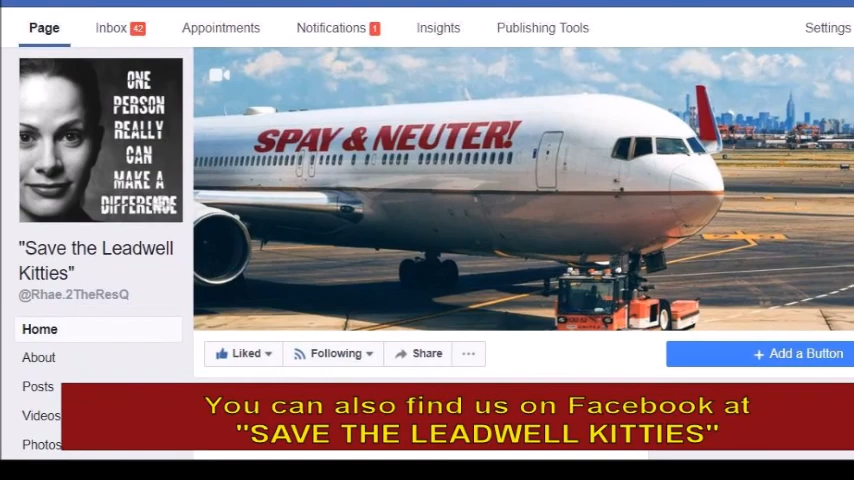 Page
Inbox 42
Appointments
Notifications 1
Insights
Publishing Tools
Settings
ONE
PERSON
REALLY
CAN
MAKE A
DIFFERENCE
SPAY & NEUTER!
"Save the Leadwell
Kitties"
@Rhae.2TheResQ
Home
About
Posts
Videos
Photos
Liked
Following
Share
+ Add a Button
You can also find us on Facebook at
"SAVE THE LEADWELL KITTIES"